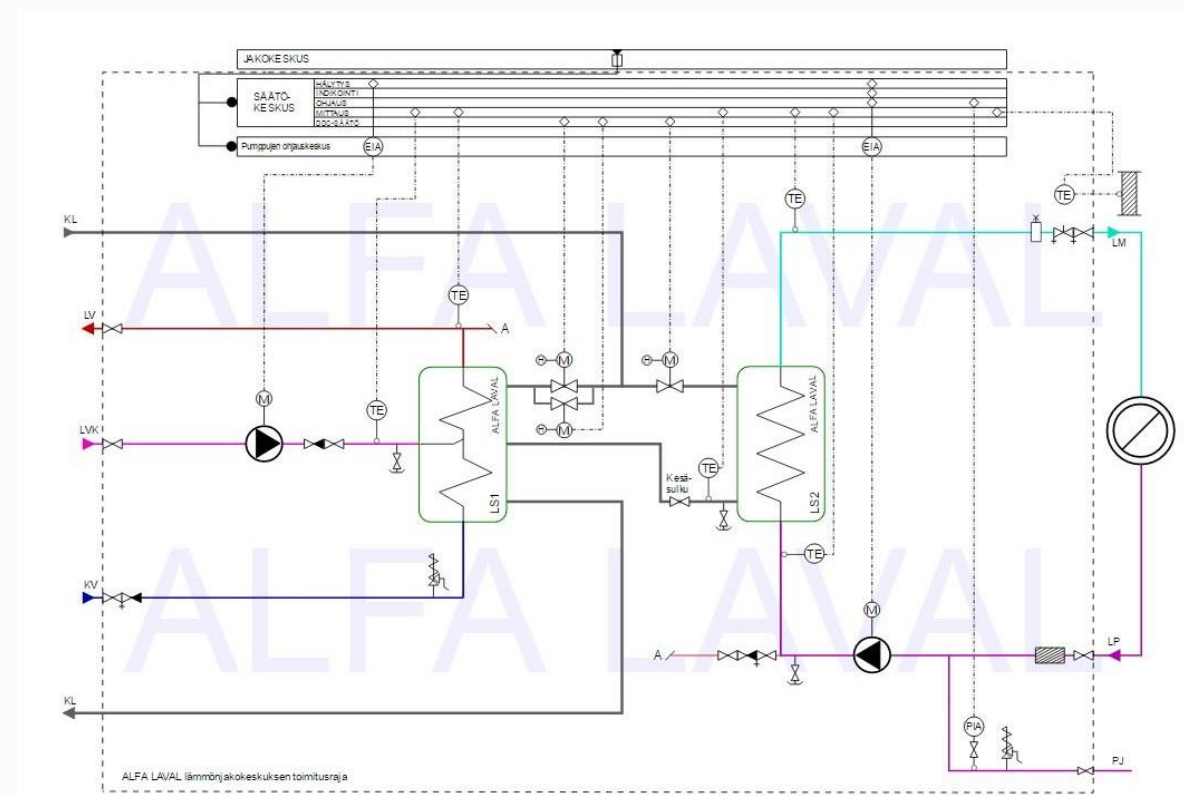 JAKOKESKUS
SÄÄTÖ-
KESKUS
HÄLYTYS
INDIKOINTI
OHJAUS
MITTAUS
DDC-SÄÄTÖ
Pumppujen ohjauskeskus
EIA
EIA
ALFA LAVAL
KL
TE
TE
LM
TE
LV
A
H
M
H
M
M
ALFA LAVAL
ALFA LAVAL
TE
LVK
H
M
Kesä-
sulku
TE
LS1
LS2
ALFA LAVAL
TE
KV
M
A
LP
KL
PIA
PJ
ALFA LAVAL lämmönjakokeskuksen toimitusraja